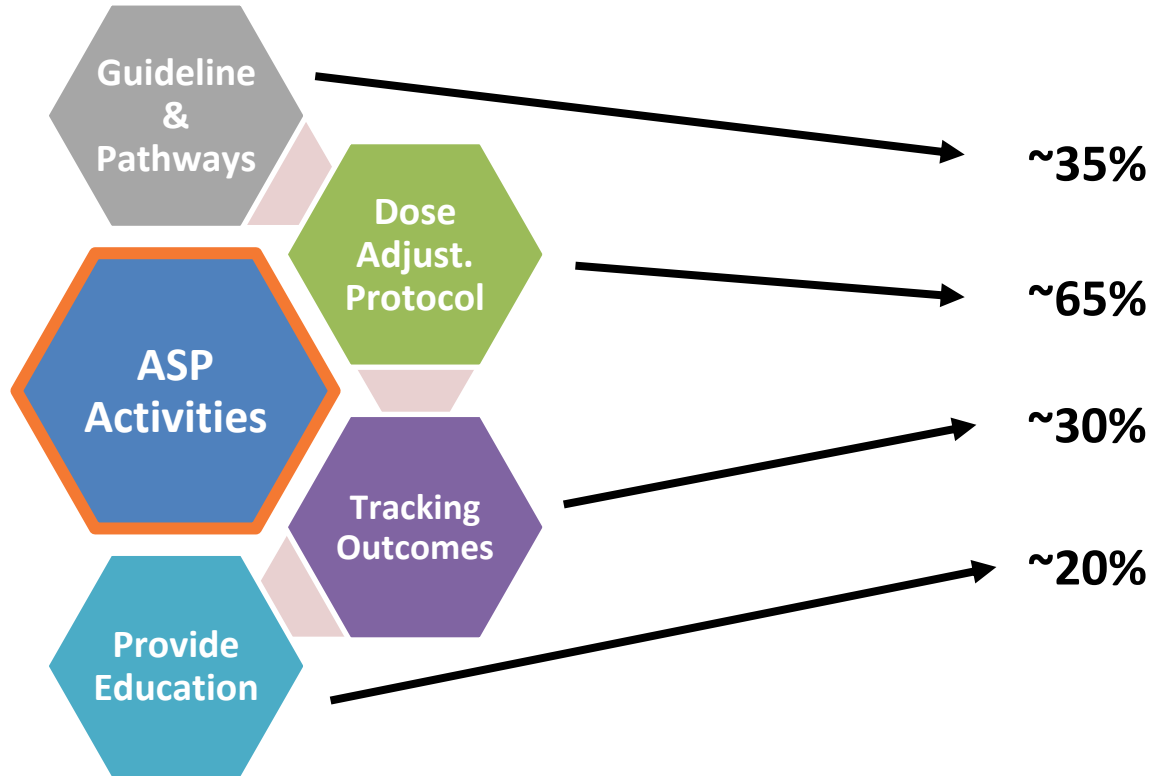 Guideline
&
Pathways
~35%
Dose
Adjust.
Protocol
~65%
ASP
Activities
~30%
Tracking
Outcomes
~20%
Provide
Education